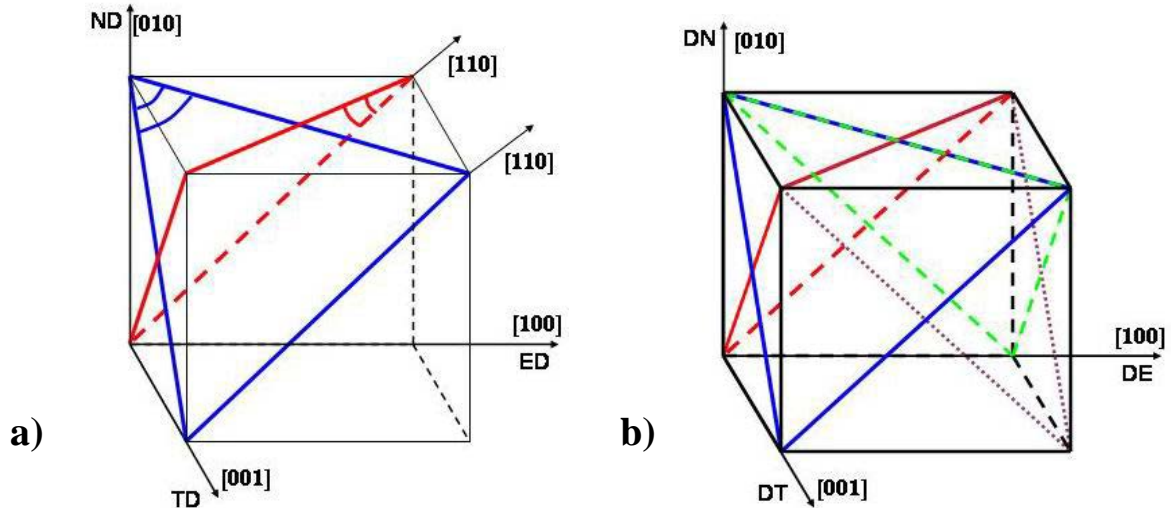 ND
[010]
[110]
[110]
[100]
ED
[001]
TD
a)
DN
[010]
[100]
DE
DT
[001]
b)